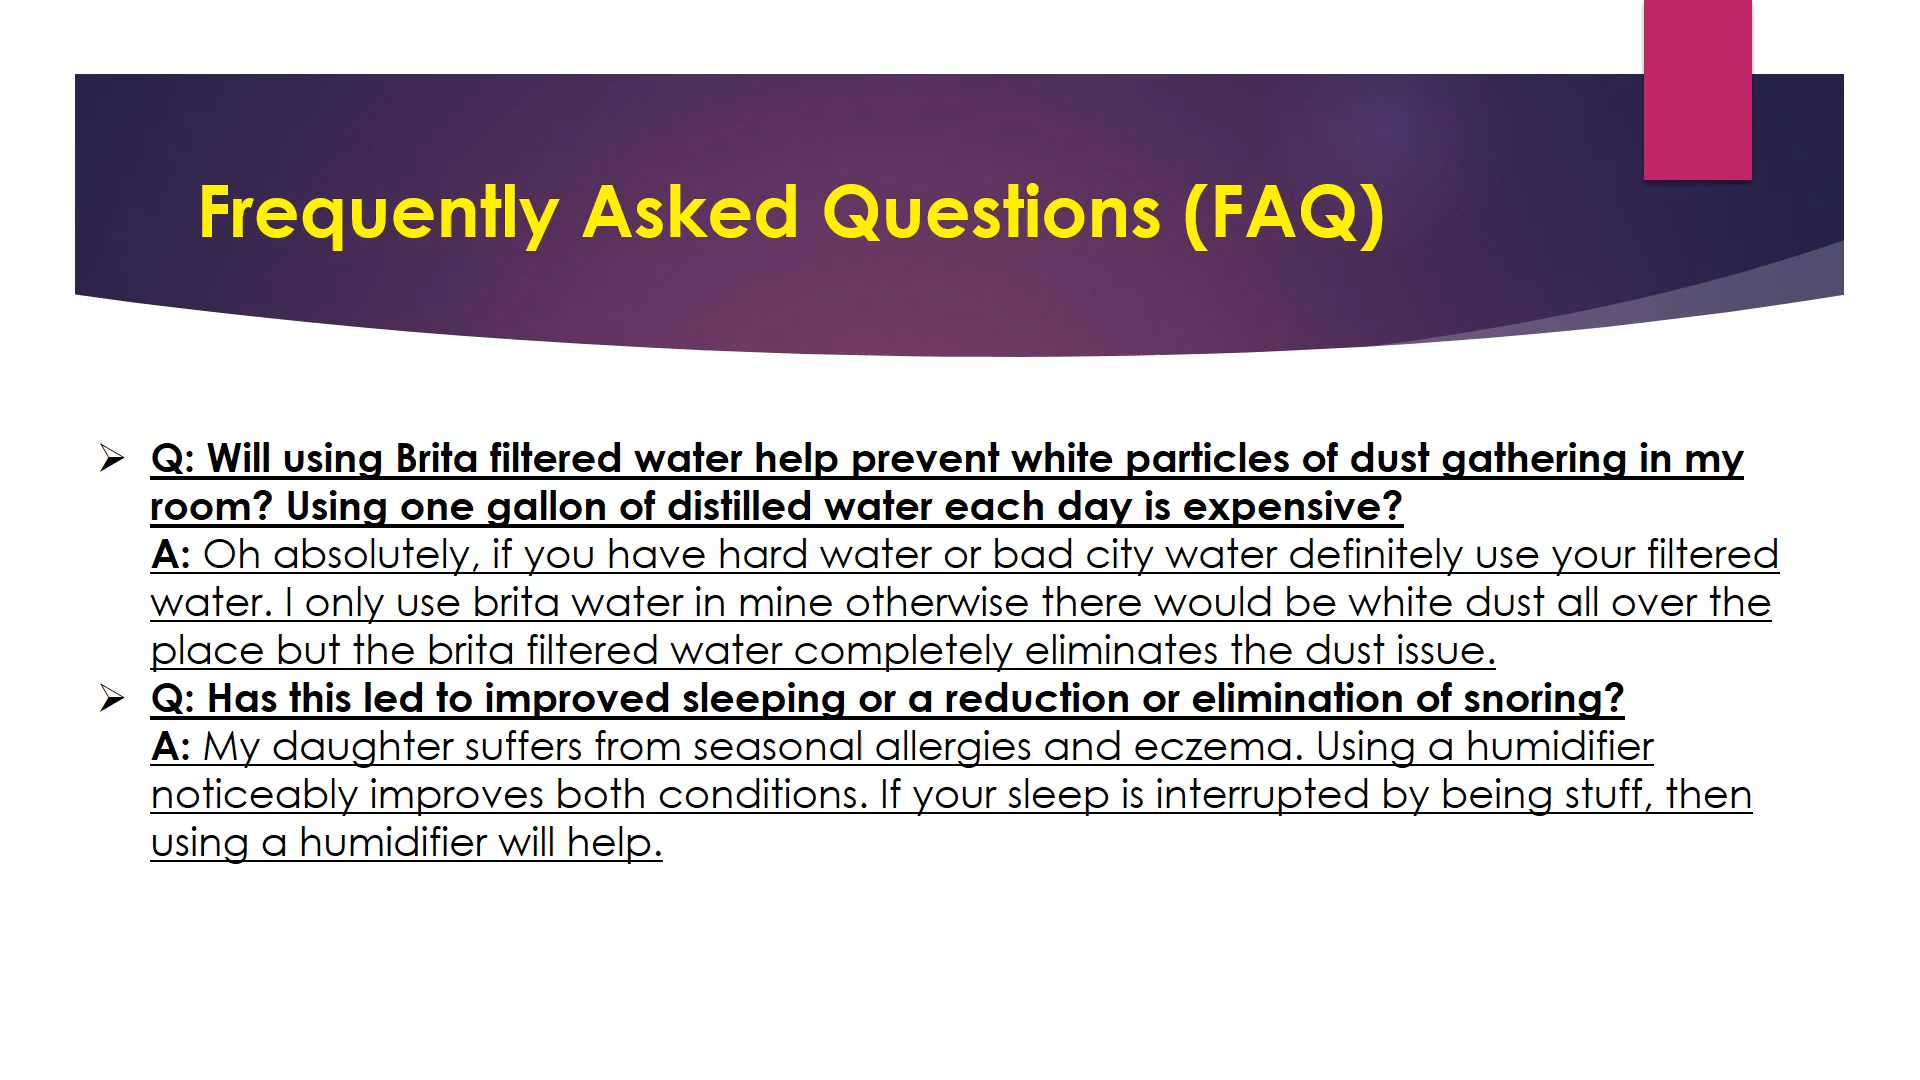 Frequently Asked Questions (FAQ)
Q: Will using Brita filtered water help prevent white particles of dust gathering in my
room? Using one gallon of distilled water each day is expensive?
A: Oh absolutely, if you have hard water or bad city water definitely use your filtered
water. I only use brita water in mine otherwise there would be white dust all over the
place but the brita filtered water completely eliminates the dust issue.
Q: Has this led to improved sleeping or a reduction or elimination of snoring?
A: My daughter suffers from seasonal allergies and eczema. Using a humidifier
noticeably improves both conditions. If your sleep is interrupted by being stuff, then
using a humidifier will help.